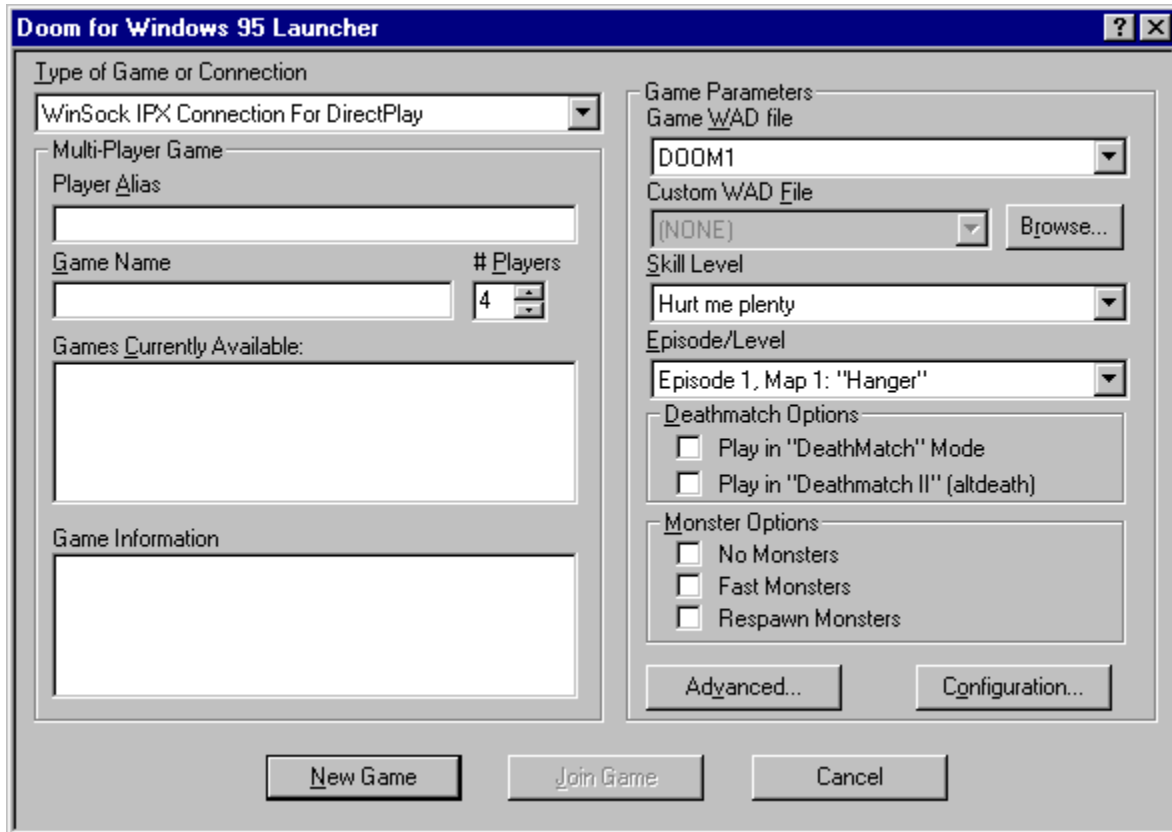 Doom for Windows 95 Launcher
Type of Game or Connection
WinSock IPX Connection For DirectPlay
Multi-Player Game
Player Alias
Game Name
# Players
4
Games Currently Available:
Game Information
Game Parameters
Game WAD file
DOOM1
Custom WAD File
(NONE)
Browse...
Skill Level
Hurt me plenty
Episode/Level
Episode 1, Map 1: "Hanger"
Deathmatch Options
Play in "DeathMatch" Mode
Play in "Deathmatch II" (altdeath)
Monster Options
No Monsters
Fast Monsters
Respawn Monsters
Advanced...
Configuration...
New Game
Join Game
Cancel